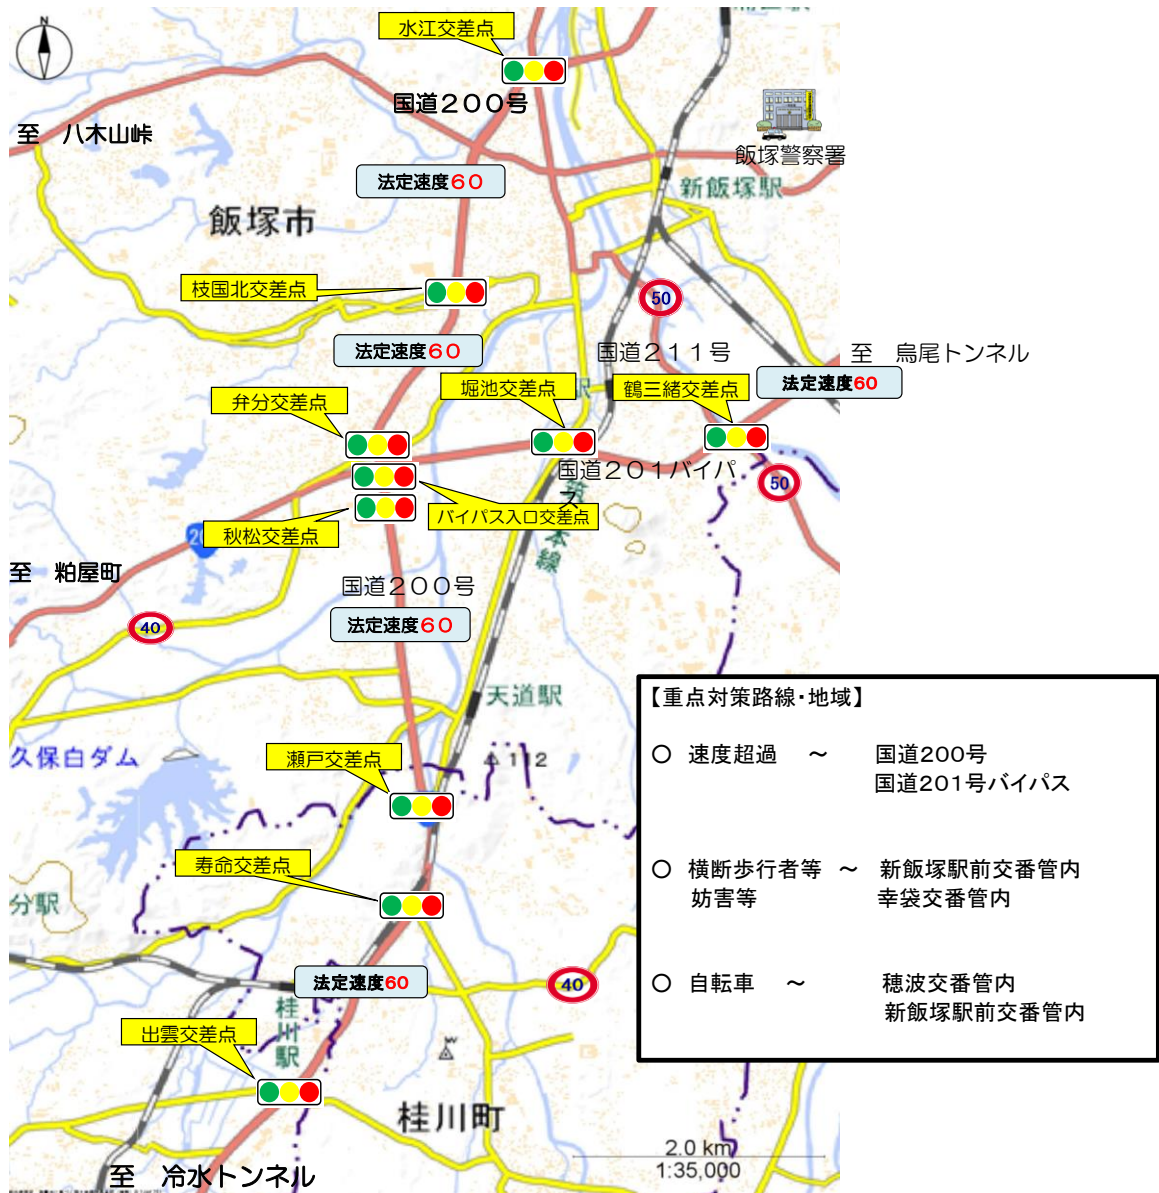 N
水江交差点
国道200号
至 八木山峠
飯塚警察署
法定速度60
新飯塚駅
飯塚市
枝国北交差点
50
法定速度60
国道211号
至 烏尾トンネル
法定速度60
堀池交差点
駅
鶴三緒交差点
弁分交差点
国道201バイパ
ス
50
バイパス入口交差点
秋松交差点
本線
至 粕屋町
国道200号
40
法定速度60
天道駅
久保白ダム
瀬戸交差点
112
寿命交差点
分駅
法定速度60
40
桂川駅
出雲交差点
桂川町
至 冷水トンネル
2.0 km
1:35,000
【重点対策路線・地域】
○ 速度超過 ～ 国道200号
国道201号バイパス
○ 横断歩行者等 ～ 新飯塚駅前交番管内
妨害等 幸袋交番管内
○ 自転車 ～ 穂波交番管内
新飯塚駅前交番管内